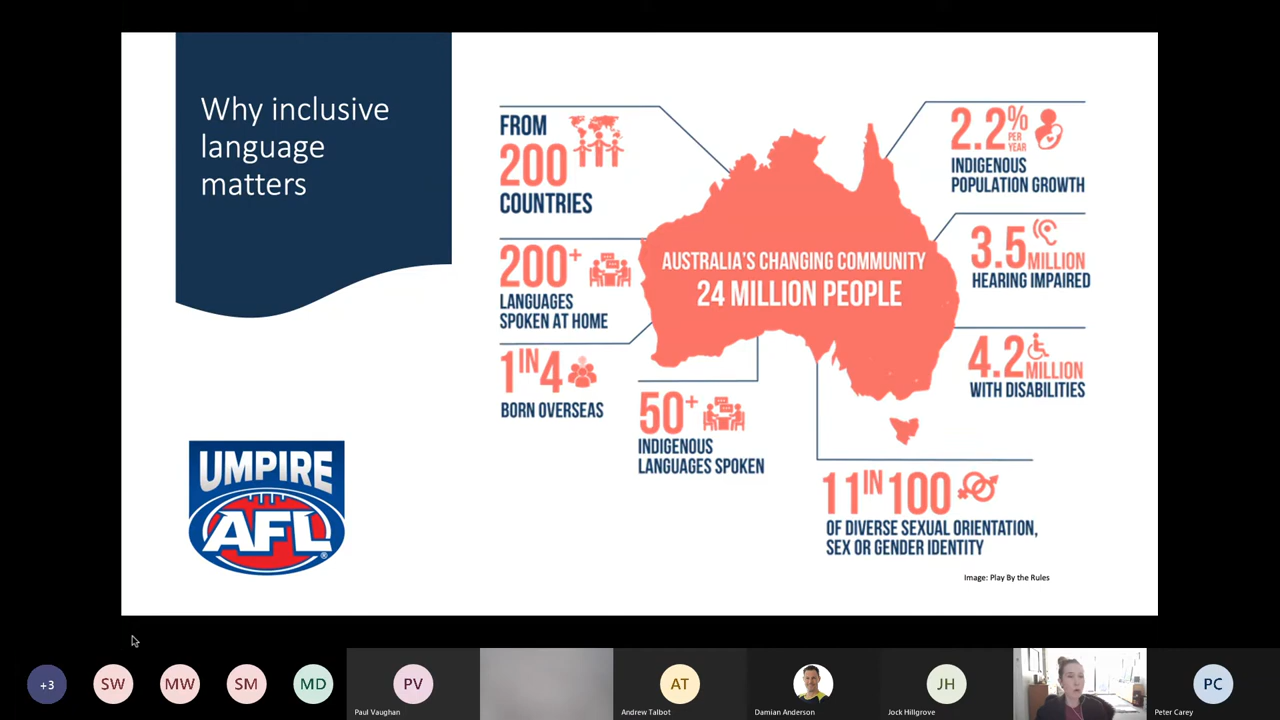 Why inclusive
language
matters
FROM
200
COUNTRIES
200+
LANGUAGES
SPOKEN AT HOME
1 IN 4
BORN OVERSEAS
50+
INDIGENOUS
LANGUAGES SPOKEN
AUSTRALIA'S CHANGING COMMUNITY
24 MILLION PEOPLE
2.2% PER YEAR
INDIGENOUS
POPULATION GROWTH
3.5 MILLION
HEARING IMPAIRED
4.2 MILLION
WITH DISABILITIES
11 IN 100
OF DIVERSE SEXUAL ORIENTATION,
SEX OR GENDER IDENTITY
Image: Play By the Rules
UMPIRE
AFL
®
+3
SW
MW
SM
MD
PV
Paul Vaughan
AT
Andrew Talbot
Damian Anderson
JH
Jock Hillgrove
PC
Peter Carey